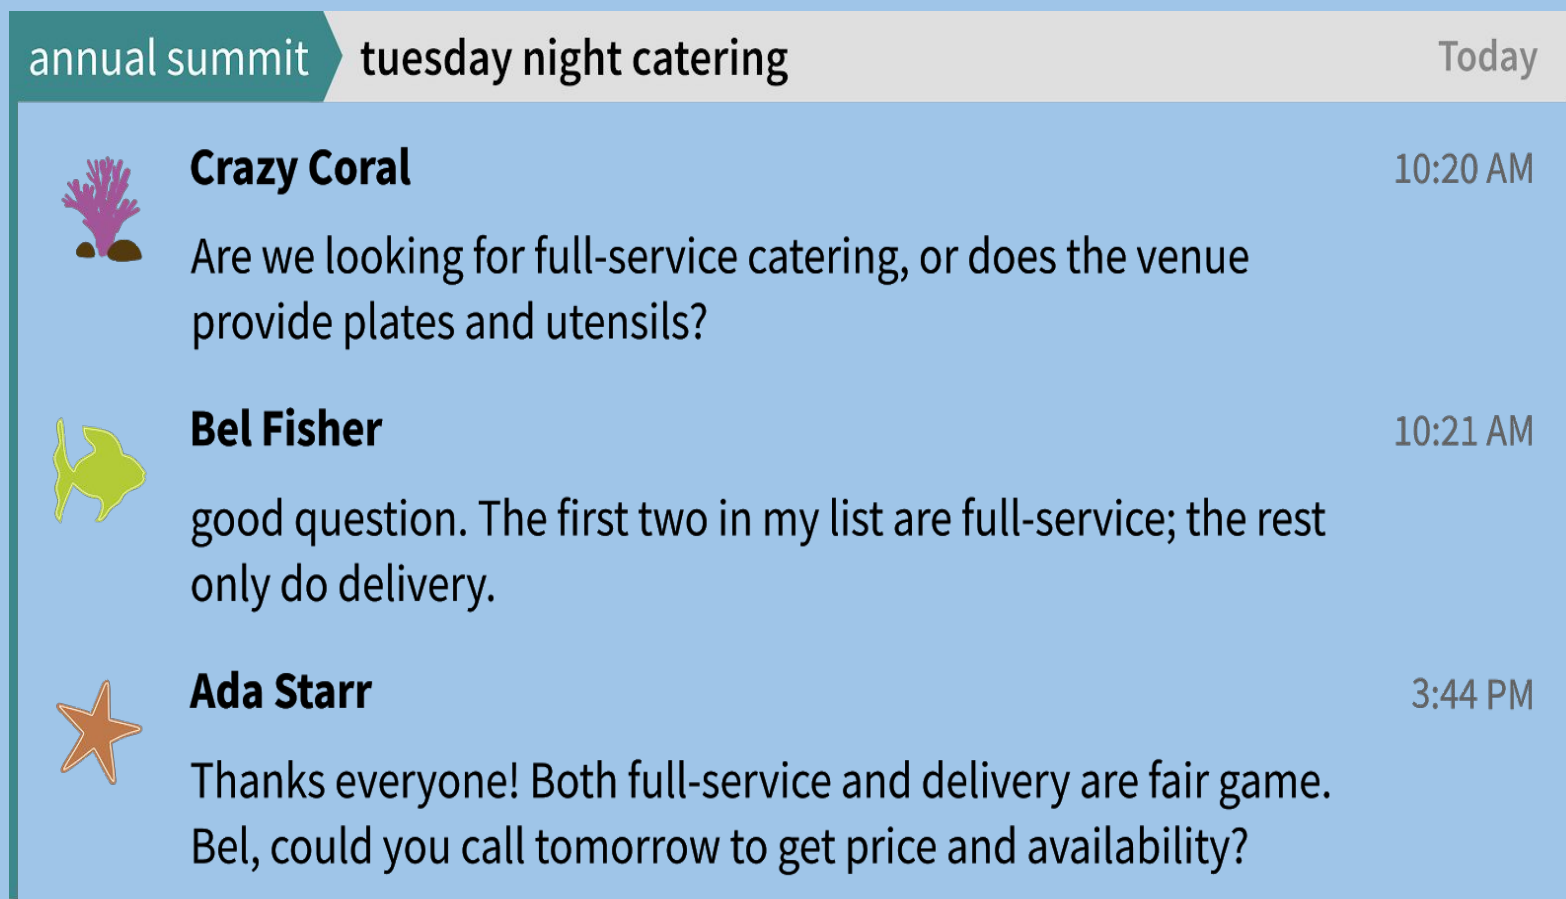 annual summit tuesday night catering Today
Crazy Coral 10:20 AM
Are we looking for full-service catering, or does the venue
provide plates and utensils?
Bel Fisher 10:21 AM
good question. The first two in my list are full-service; the rest
only do delivery.
Ada Starr 3:44 PM
Thanks everyone! Both full-service and delivery are fair game.
Bel, could you call tomorrow to get price and availability?